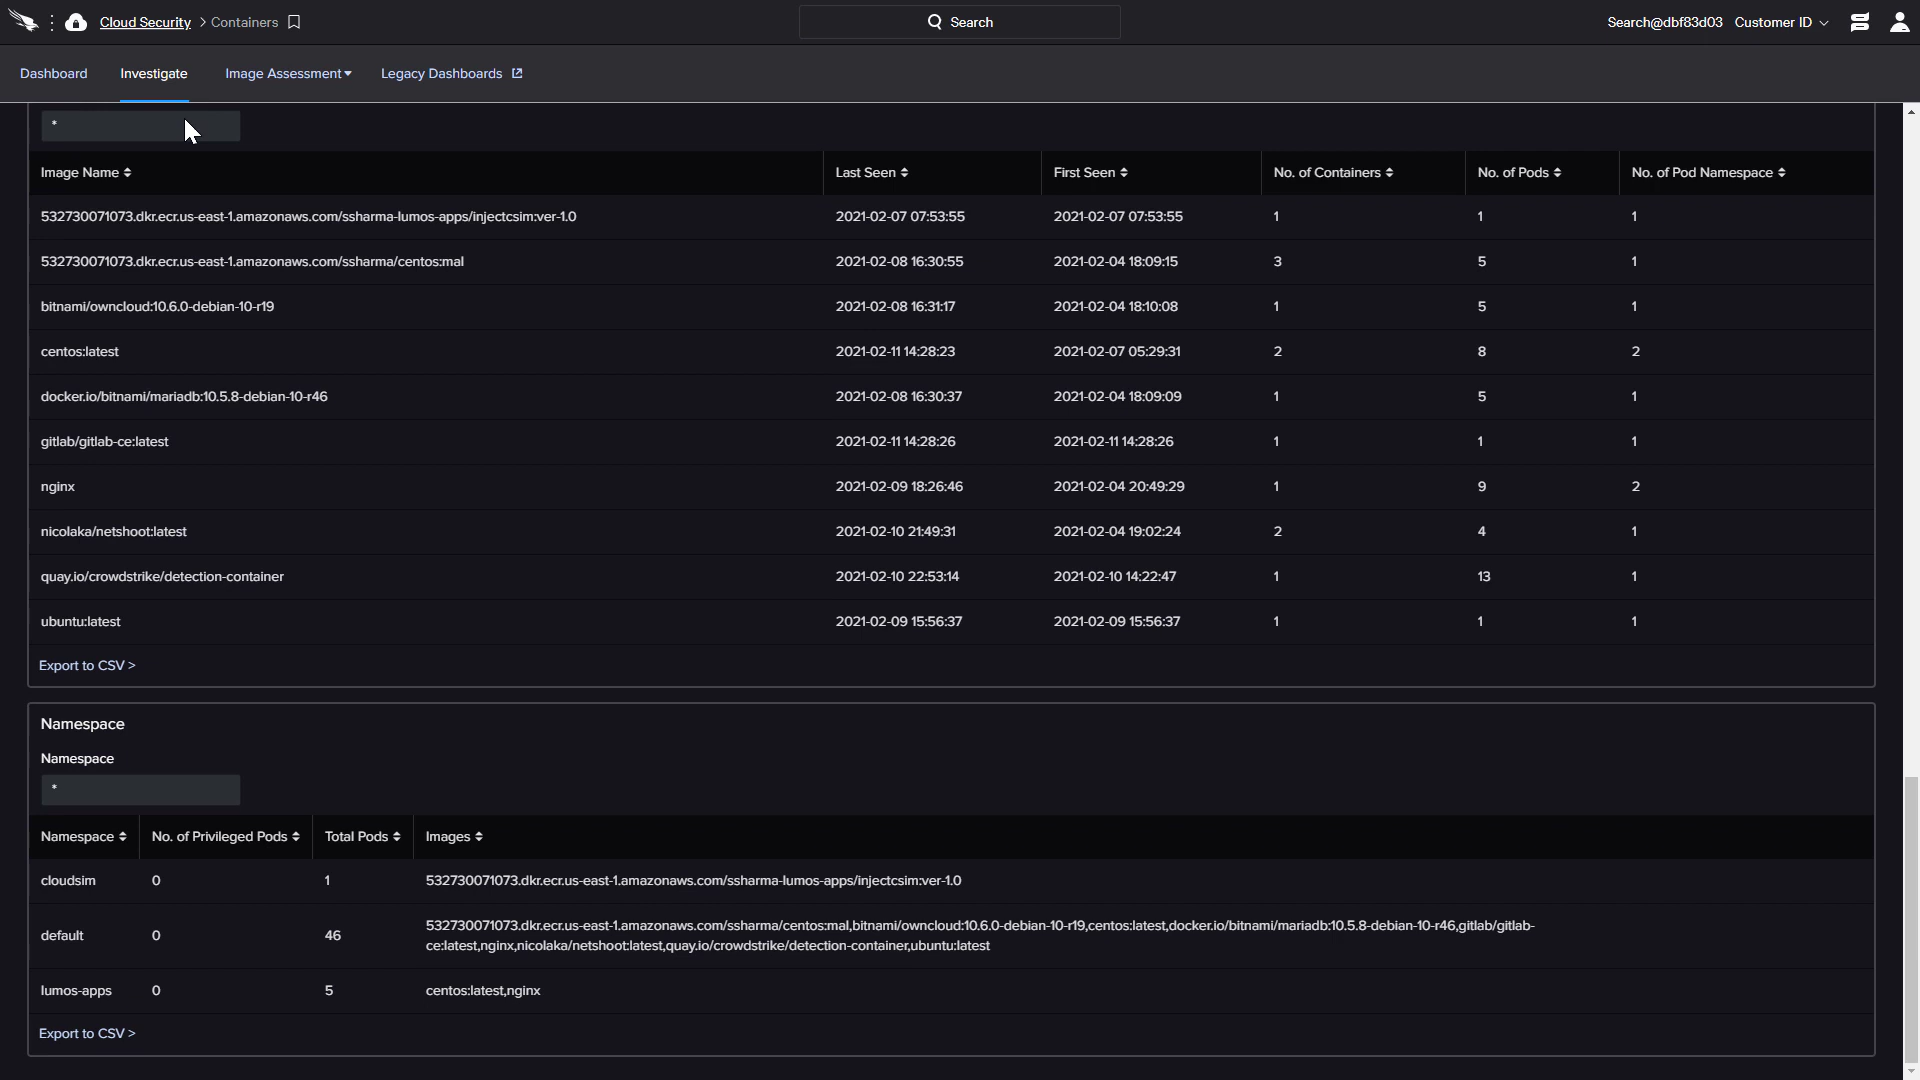 Cloud Security > Containers
Search
Search@dbf83d03 Customer ID
Dashboard Investigate Image Assessment Legacy Dashboards
*
Image Name Last Seen First Seen No. of Containers No. of Pods No. of Pod Namespace
532730071073.dkr.ecr.us-east-1.amazonaws.com/ssharma-lumos-apps/injectcsim:ver-1.0 2021-02-07 07:53:55 2021-02-07 07:53:55 1 1 1
532730071073.dkr.ecr.us-east-1.amazonaws.com/ssharma/centos:mal 2021-02-08 16:30:55 2021-02-04 18:09:15 3 5 1
bitnami/owncloud:10.6.0-debian-10-r19 2021-02-08 16:31:17 2021-02-04 18:10:08 1 5 1
centos:latest 2021-02-11 14:28:23 2021-02-07 05:29:31 2 8 2
docker.io/bitnami/mariadb:10.5.8-debian-10-r46 2021-02-08 16:30:37 2021-02-04 18:09:09 1 5 1
gitlab/gitlab-ce:latest 2021-02-11 14:28:26 2021-02-11 14:28:26 1 1 1
nginx 2021-02-09 18:26:46 2021-02-04 20:49:29 1 9 2
nicolaka/netshoot:latest 2021-02-10 21:49:31 2021-02-04 19:02:24 2 4 1
quay.io/crowdstrike/detection-container 2021-02-10 22:53:14 2021-02-10 14:22:47 1 13 1
ubuntu:latest 2021-02-09 15:56:37 2021-02-09 15:56:37 1 1 1
Export to CSV >
Namespace
Namespace
*
Namespace No. of Privileged Pods Total Pods Images
cloudsim 0 1 532730071073.dkr.ecr.us-east-1.amazonaws.com/ssharma-lumos-apps/injectcsim:ver-1.0
default 0 46 532730071073.dkr.ecr.us-east-1.amazonaws.com/ssharma/centos:mal,bitnami/owncloud:10.6.0-debian-10-r19,centos:latest,docker.io/bitnami/mariadb:10.5.8-debian-10-r46,gitlab/gitlab-
ce:latest,nginx,nicolaka/netshoot:latest,quay.io/crowdstrike/detection-container,ubuntu:latest
lumos-apps 0 5 centos:latest,nginx
Export to CSV >